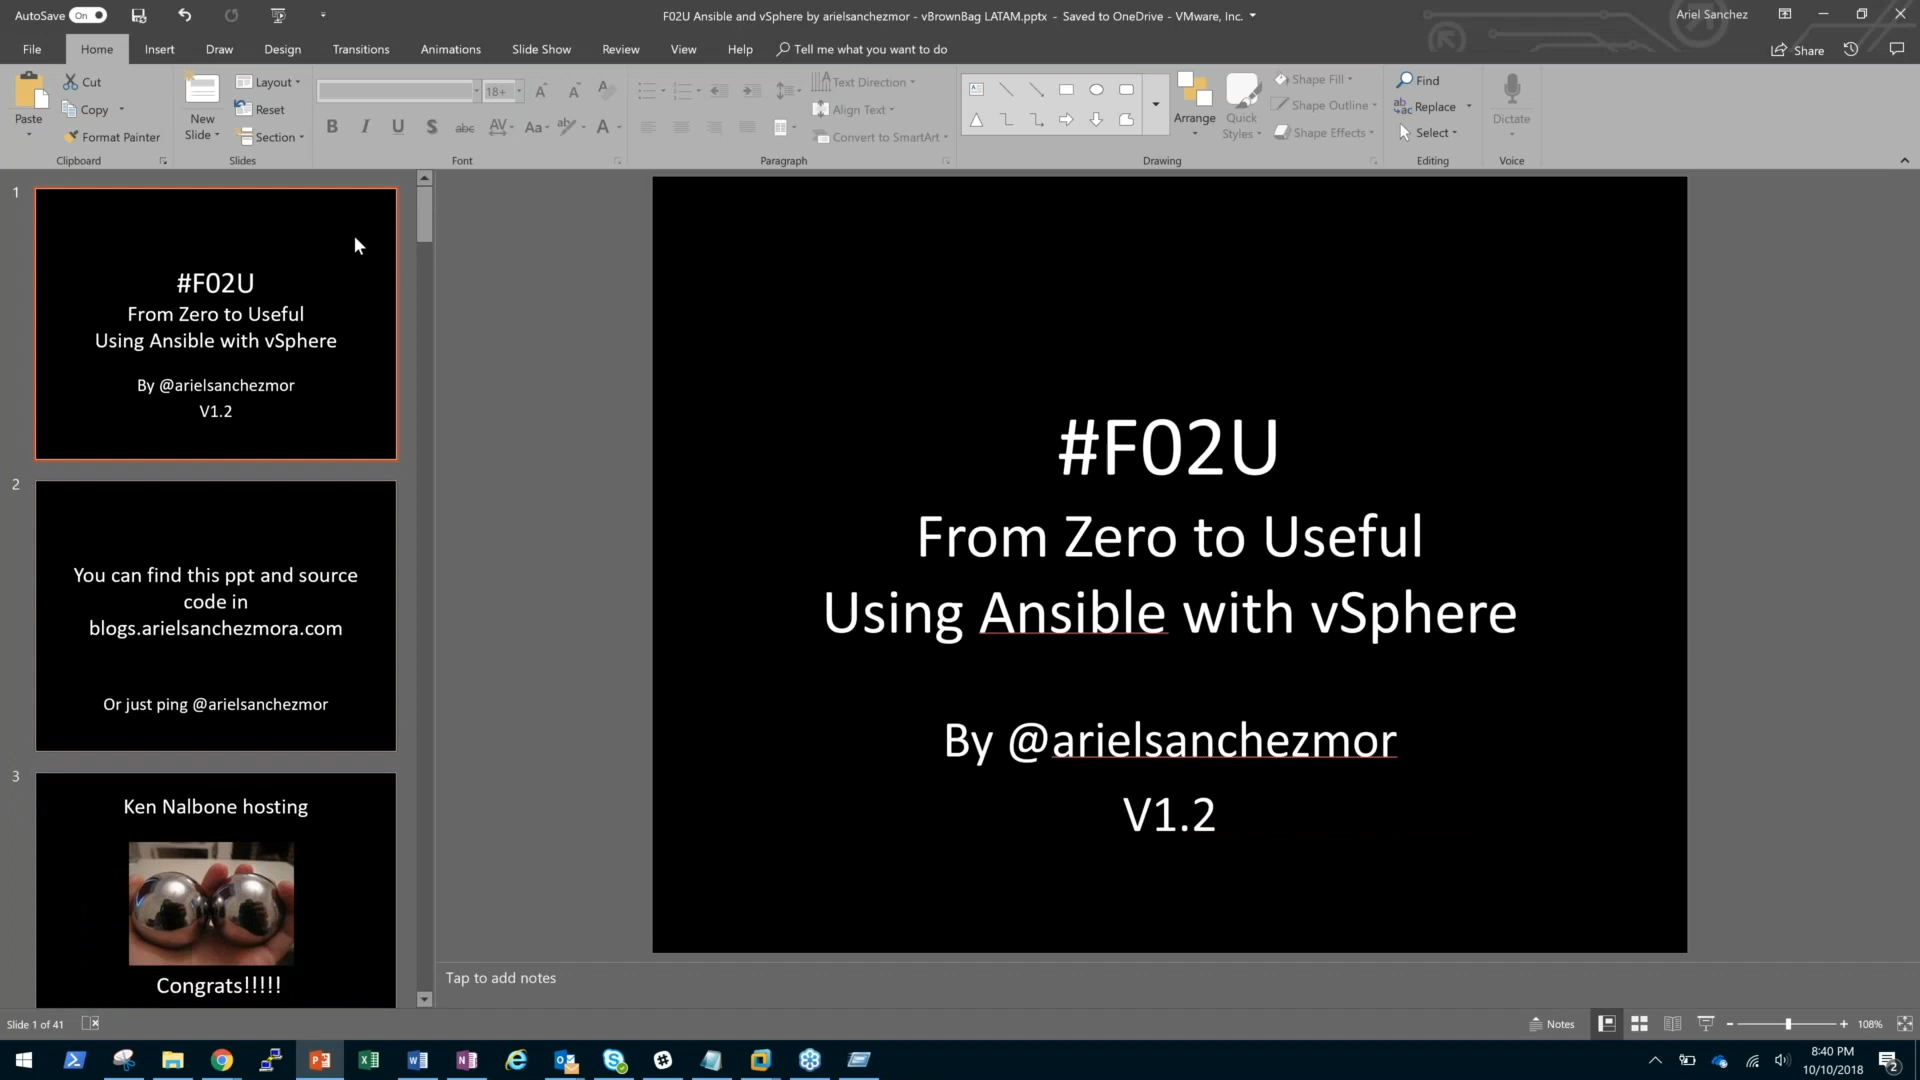 AutoSave On
F02U Ansible and vSphere by arielsanchezmor - vBrownBag LATAM.pptx - Saved to OneDrive - VMware, Inc.
Ariel Sanchez
File Home Insert Draw Design Transitions Animations Slide Show Review View Help Tell me what you want to do
Share
Paste
Cut
Copy
Format Painter
Clipboard
New
Slide
Layout
Reset
Section
Slides
18+
B I U S abc AV Aa A
Font
Text Direction
Align Text
Convert to SmartArt
Paragraph
Arrange
Quick
Styles
Shape Fill
Shape Outline
Shape Effects
Drawing
Find
Replace
Select
Editing
Dictate
Voice
1
#F02U
From Zero to Useful
Using Ansible with vSphere
By @arielsanchezmor
V1.2
2
You can find this ppt and source
code in
blogs.arielsanchezmora.com
Or just ping @arielsanchezmor
3
Ken Nalbone hosting
Congrats!!!!!
#F02U
From Zero to Useful
Using Ansible with vSphere
By @arielsanchezmor
V1.2
Tap to add notes
Slide 1 of 41
Notes
108%
8:40 PM
10/10/2018
2